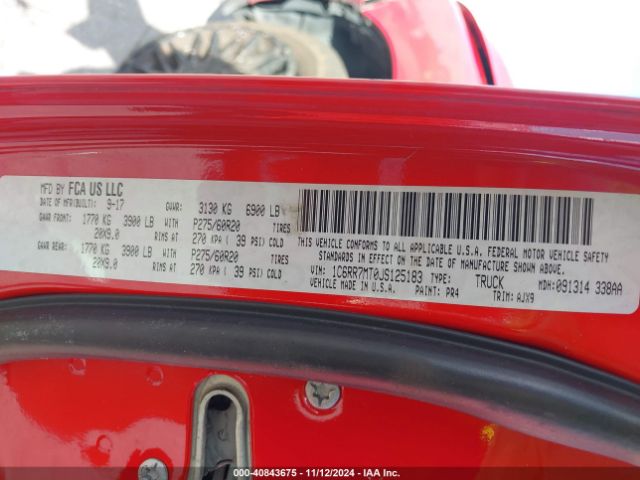 MFD BY FCA US LLC
DATE OF MFR(BUILT): 9-17 GVWR: 3130 KG 6900 LB
GAWR FRONT: 1770 KG 3900 LB WITH P275/60R20 TIRES
20X9.0 RIMS AT 270 KPA ( 39 PSI) COLD
GAWR REAR: 1770 KG 3900 LB WITH P275/60R20 TIRES
20X9.0 RIMS AT 270 KPA ( 39 PSI) COLD
THIS VEHICLE CONFORMS TO ALL APPLICABLE U.S.A. FEDERAL MOTOR VEHICLE SAFETY
STANDARDS IN EFFECT ON THE DATE OF MANUFACTURE SHOWN ABOVE.
VIN: 1C6RR7MT0JS125183 TYPE: TRUCK MDH: 091314 338AA
VEHICLE MADE IN U.S.A. PAINT: PR4 TRIM: AJX9
000-40843675 - 11/12/2024 - IAA Inc.